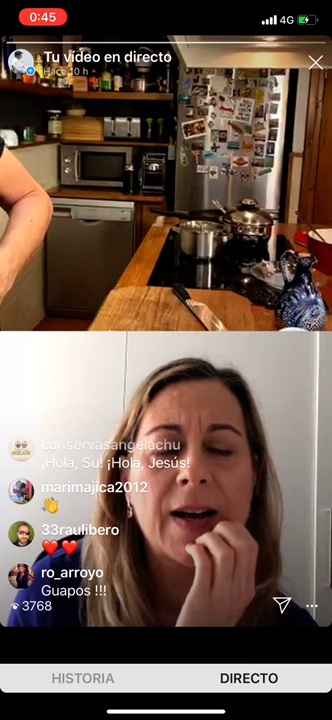 0:45
4G
Tu vídeo en directo
Hace 10 h
conservasangelachu
¡Hola, Su! ¡Hola, Jesús!
marimajica2012
👋
33raulibero
❤️❤️
ro_arroyo
Guapos !!!
3768
HISTORIA
DIRECTO